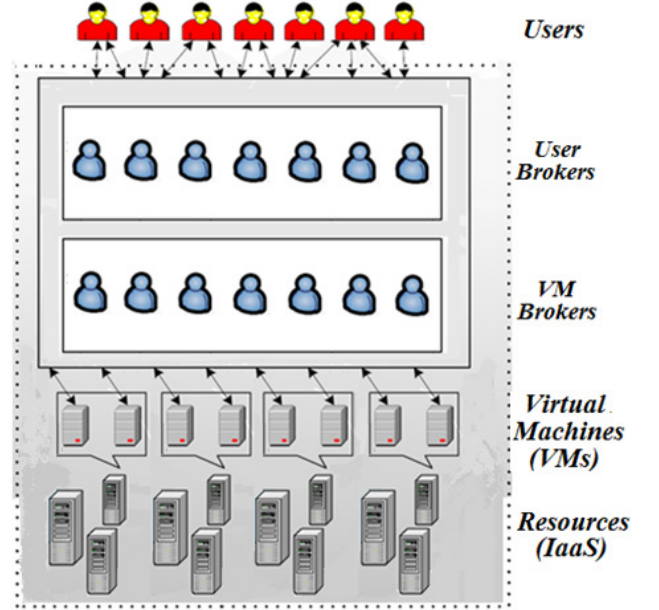 Users
User
Brokers
VM
Brokers
Virtual
Machines
(VMs)
Resources
(IaaS)